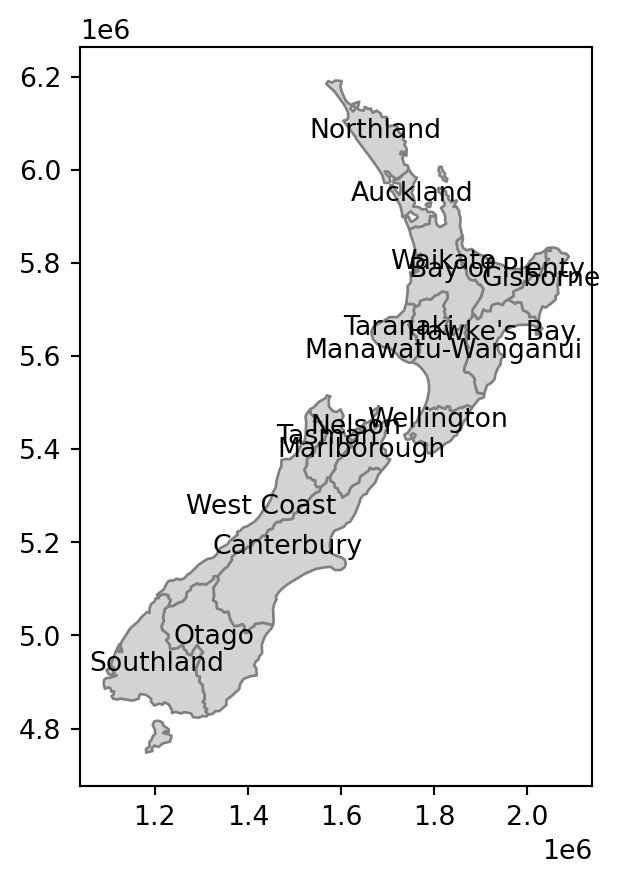 1e6
6.2
Northland
6.0
Auckland
5.8
Waikato
Bay of Plenty
Gisborne
Taranaki
Hawke's Bay
5.6
Manawatu-Wanganui
Wellington
Nelson
Tasman
5.4
Marlborough
West Coast
5.2
Canterbury
5.0
Otago
Southland
4.8
1.2 1.4 1.6 1.8 2.0
1e6